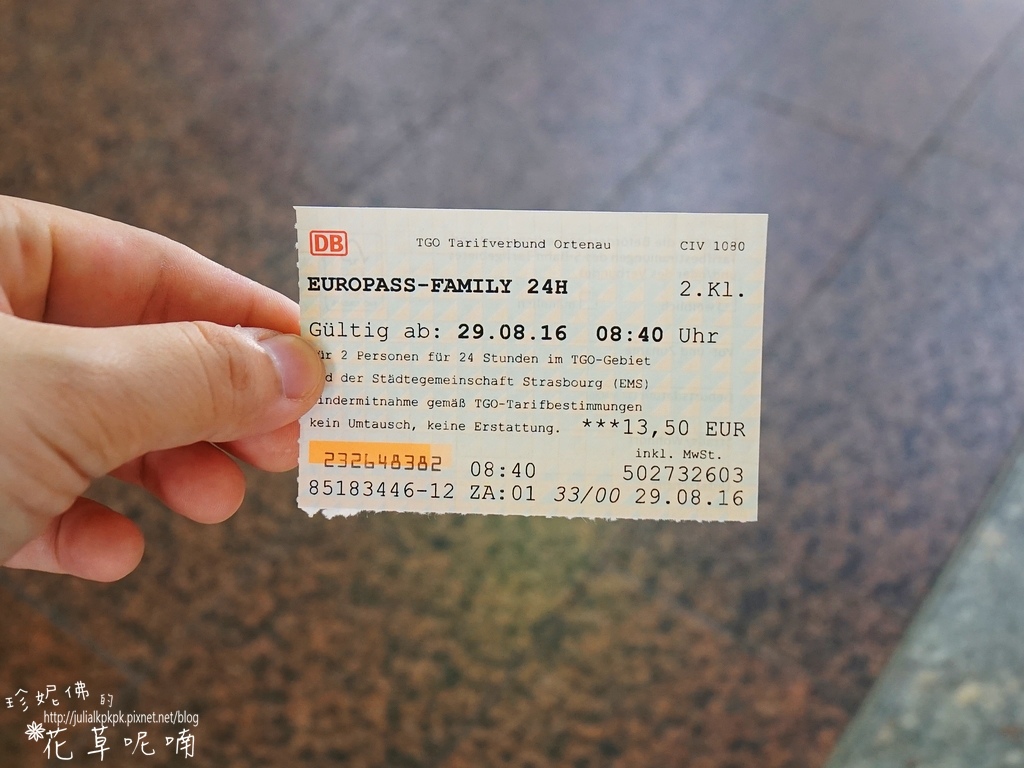 DB TGO Tarifverbund Ortenau CIV 1080
EUROPASS-FAMILY 24H 2.Kl.
Gültig ab: 29.08.16 08:40 Uhr
ür 2 Personen für 24 Stunden im TGO-Gebiet
d der Städtegemeinschaft Strasbourg (EMS)
indermitnahme gemäß TGO-Tarifbestimmungen
kein Umtausch, keine Erstattung. ***13,50 EUR
inkl. MwSt.
232648382 08:40 502732603
85183446-12 ZA:01 33/00 29.08.16
珍妮佛的
http://julialkpkpk.pixnet.net/blog
花草呢喃